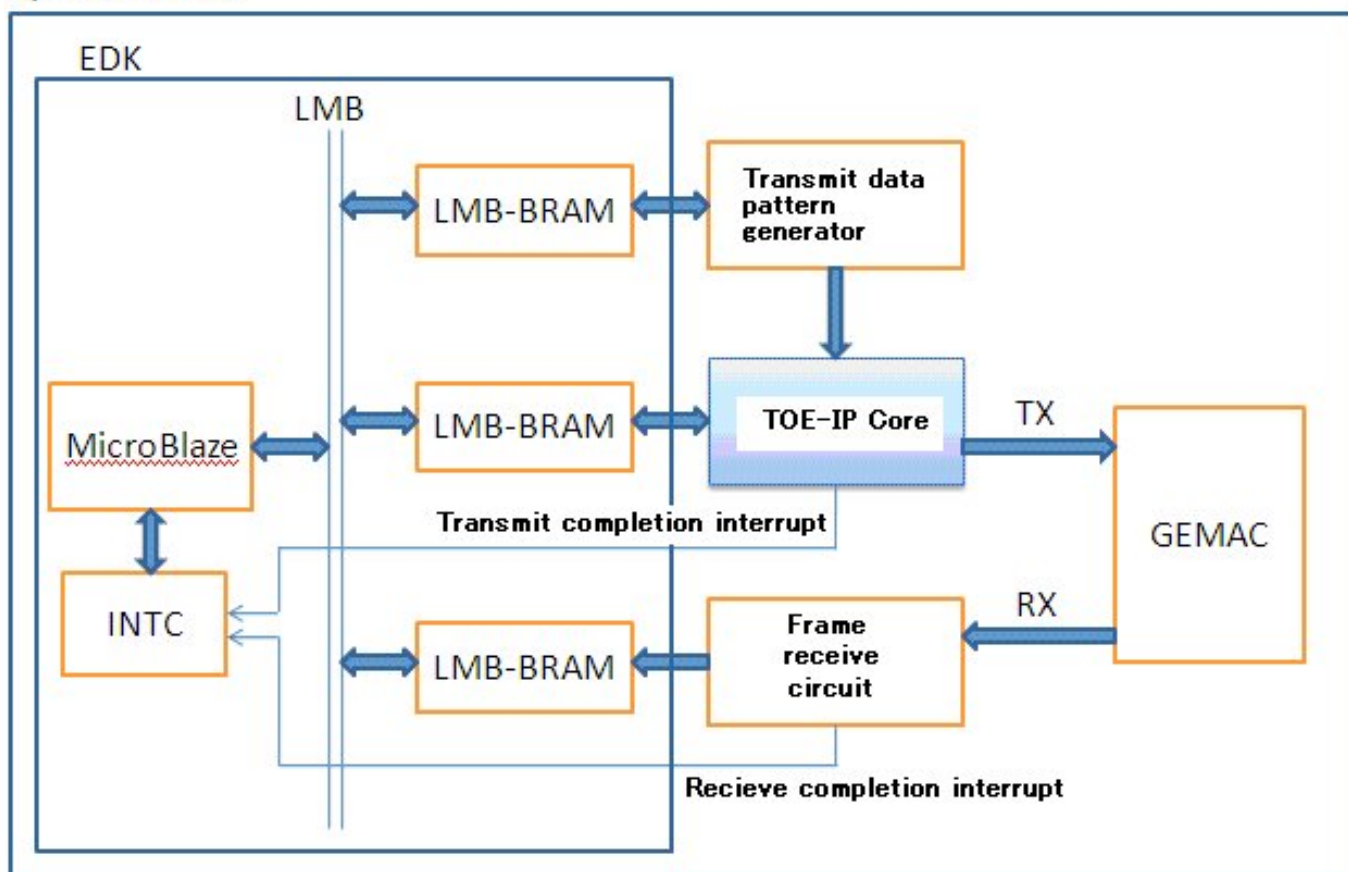 EDK
LMB
LMB-BRAM
Transmit data
pattern
generator
MicroBlaze
LMB-BRAM
TOE-IP Core
TX
Transmit completion interrupt
GEMAC
INTC
LMB-BRAM
Frame
receive
circuit
RX
Recieve completion interrupt